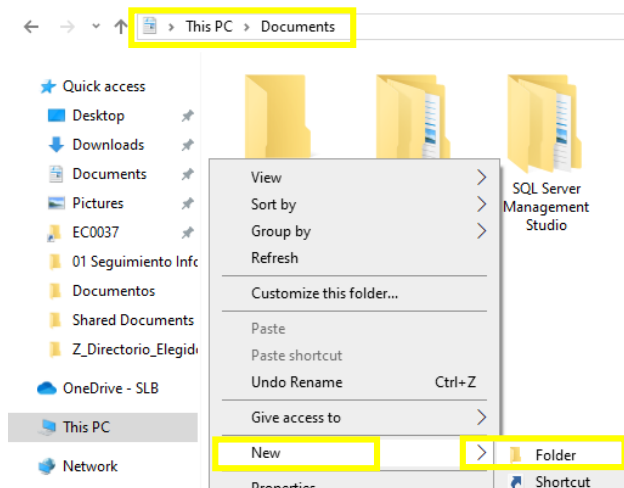 This PC > Documents
Quick access
Desktop
Downloads
Documents
Pictures
EC0037
01 Seguimiento Info
Documentos
Shared Documents
Z_Directorio_Elegid
OneDrive - SLB
This PC
Network
SQL Server
Management
Studio
View
Sort by
Group by
Refresh
Customize this folder...
Paste
Paste shortcut
Undo Rename Ctrl+Z
Give access to
New
Properties
Folder
Shortcut